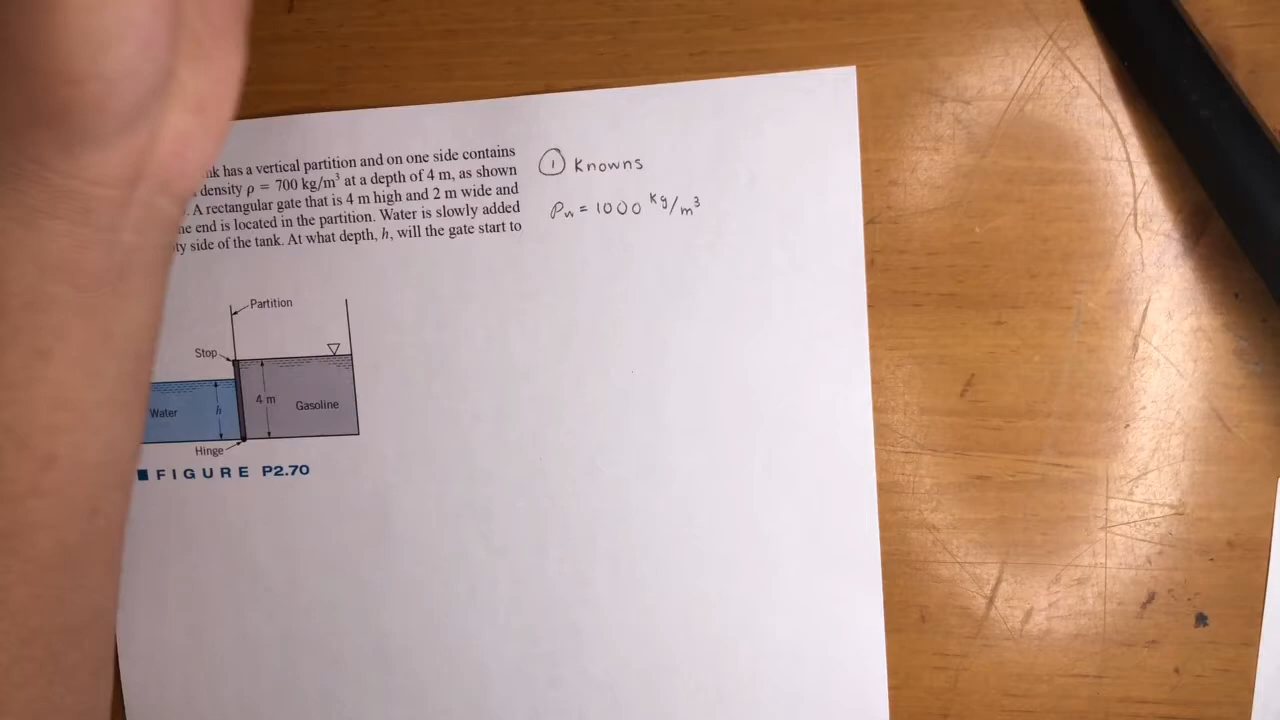 has a vertical partition and on one side contains
density ρ = 700 kg/m³ at a depth of 4 m, as shown
. A rectangular gate that is 4 m high and 2 m wide and
end is located in the partition. Water is slowly added
side of the tank. At what depth, h, will the gate start to
① Knowns
ρw = 1000 kg/m³
Partition
Stop
Water
h
4 m
Gasoline
Hinge
FIGURE P2.70